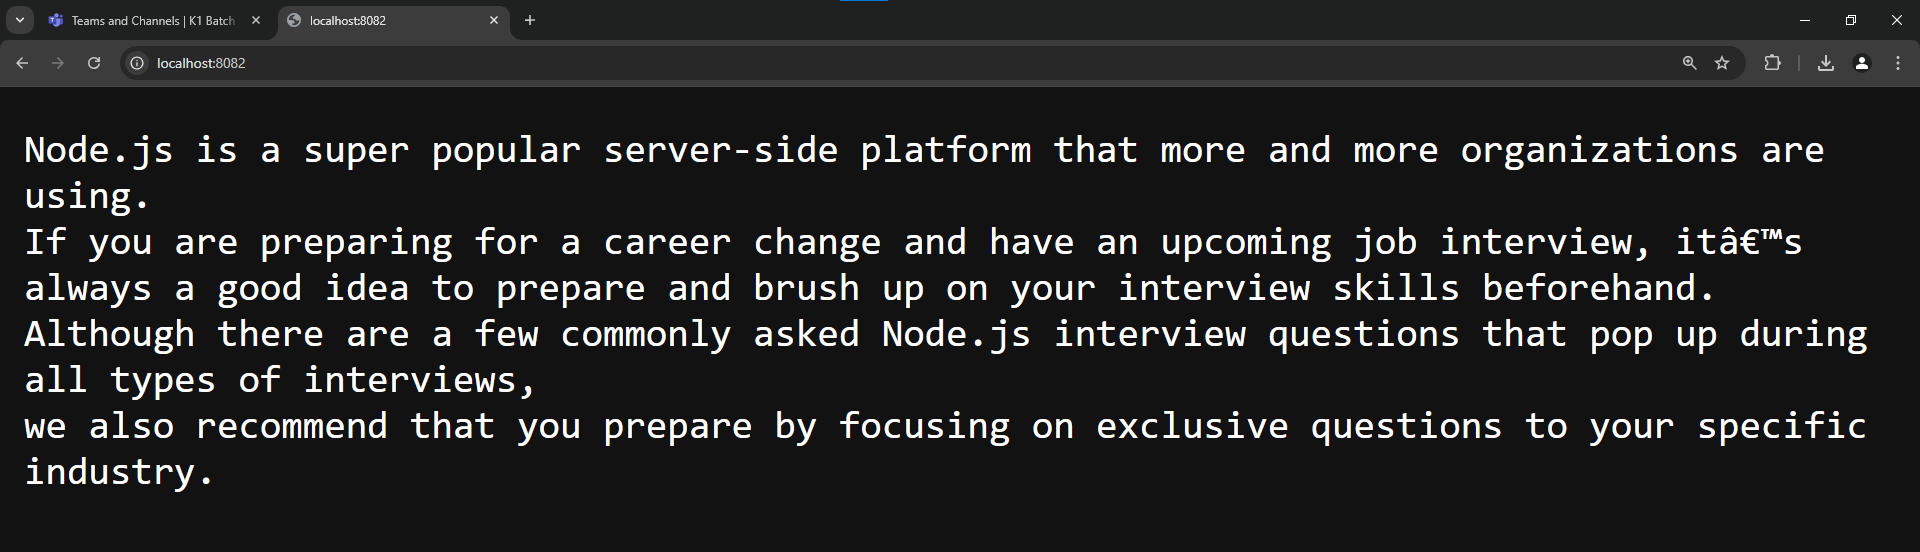 Teams and Channels | K1 Batch
localhost:8082
localhost:8082
Node.js is a super popular server-side platform that more and more organizations are
using.
If you are preparing for a career change and have an upcoming job interview, itâ€™s
always a good idea to prepare and brush up on your interview skills beforehand.
Although there are a few commonly asked Node.js interview questions that pop up during
all types of interviews,
we also recommend that you prepare by focusing on exclusive questions to your specific
industry.